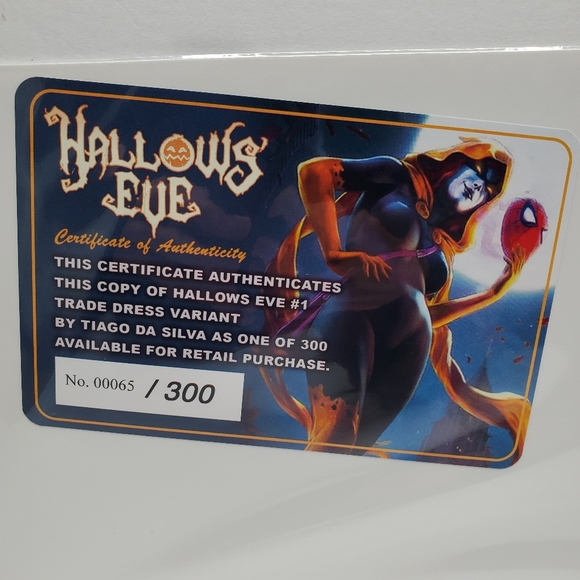 HALLOWS'
EVE
Certificate of Authenticity
THIS CERTIFICATE AUTHENTICATES
THIS COPY OF HALLOWS EVE #1
TRADE DRESS VARIANT
BY TIAGO DA SILVA AS ONE OF 300
AVAILABLE FOR RETAIL PURCHASE.
No. 00065 / 300